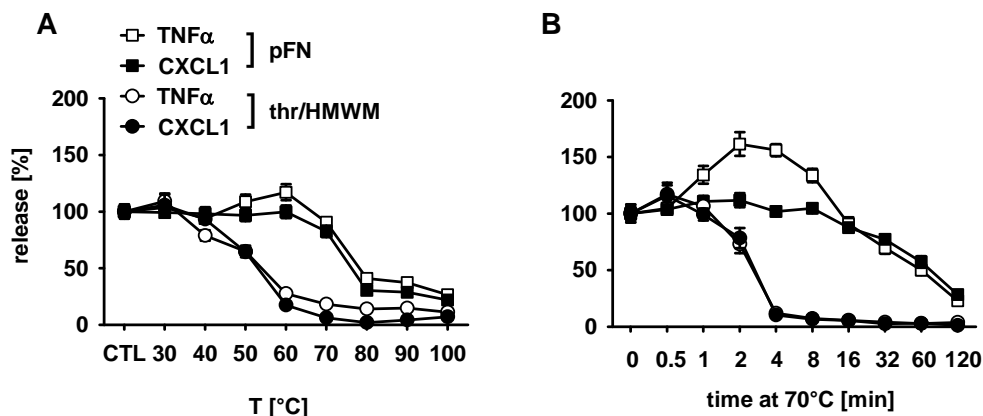 A
TNFα
CXCL1
] pFN
TNFα
CXCL1
] thr/HMWM
200
150
100
50
0
release [%]
CTL 30 40 50 60 70 80 90 100
T [°C]
B
200
150
100
50
0
0 0.5 1 2 4 8 16 32 60 120
time at 70°C [min]